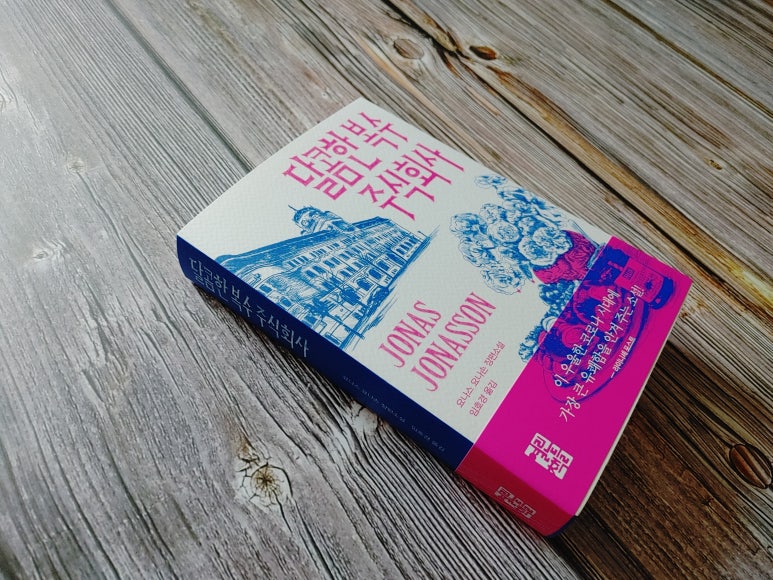 달콤한 복수
주식회사
JONAS
JONASSON
요나스 요나손 장편소설
임호경 옮김
이 우울한 코로나 시대에
가장 큰 유쾌함을 안겨 주는 소설!
열린책들
달콤한 복수 주식회사